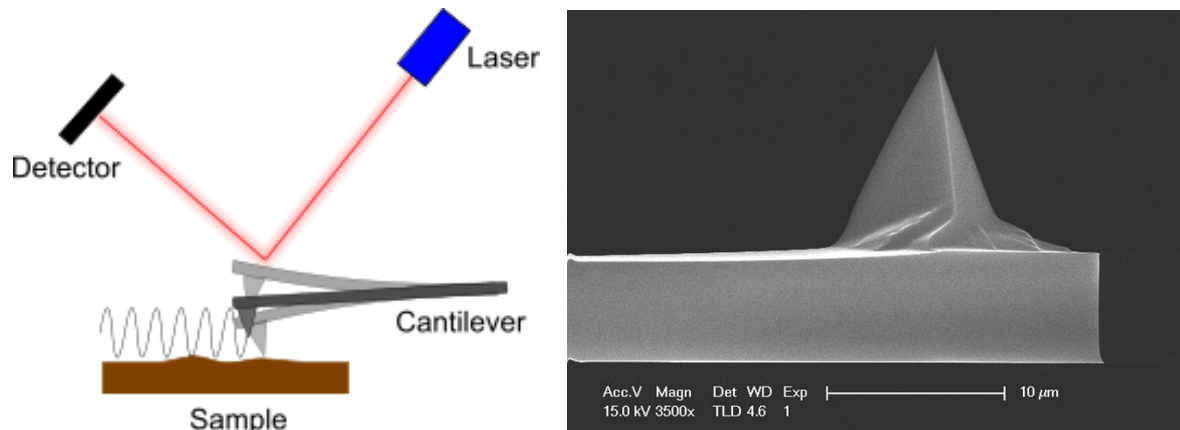 Laser
Detector
Cantilever
Sample
Acc.V Magn Det WD Exp
15.0 kV 3500x TLD 4.6 1
10 µm